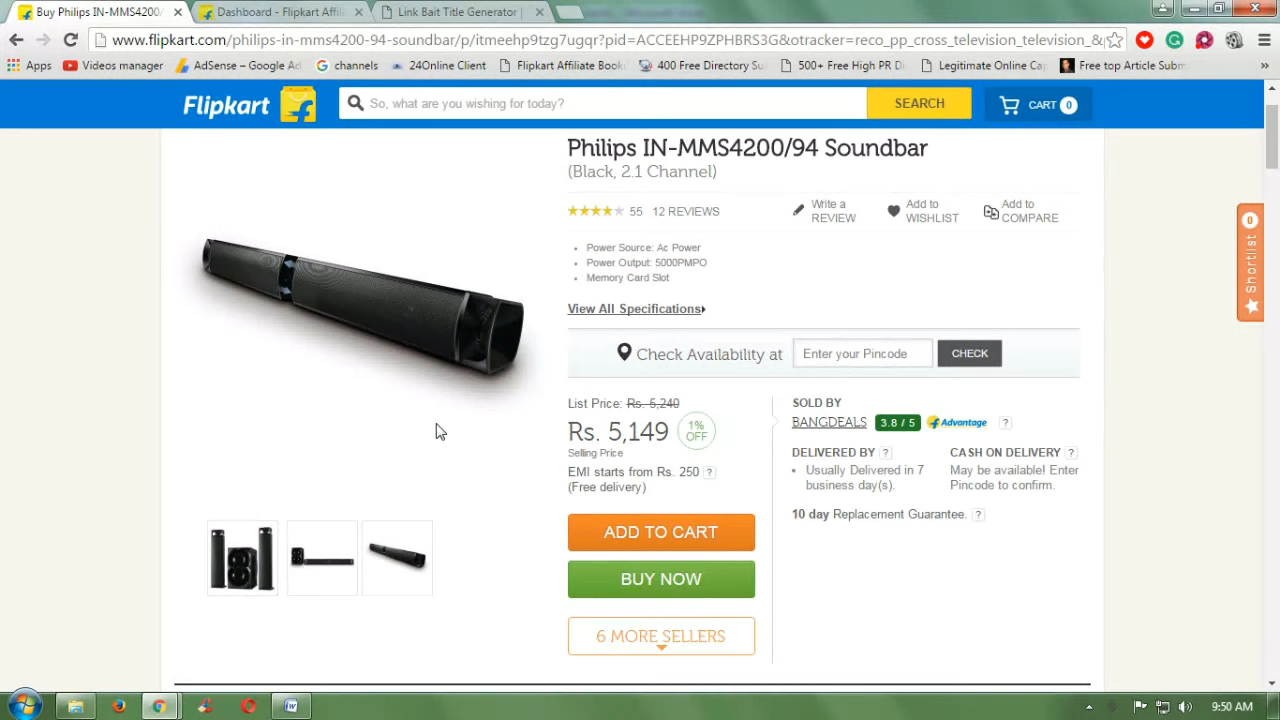 Buy Philips IN-MMS4200/
Dashboard - Flipkart Affili
Link Bait Title Generator |
www.flipkart.com/philips-in-mms4200-94-soundbar/p/itmeehp9tzg7ugqr?pid=ACCEEHP9ZPHBRS3G&otracker=reco_pp_cross_television_television_&
Apps Videos manager AdSense – Google Ad channels 24Online Client Flipkart Affiliate Book 400 Free Directory Su 500+ Free High PR Di Legitimate Online Cap Free top Article Subm »
Flipkart So, what are you wishing for today? SEARCH CART 0
Philips IN-MMS4200/94 Soundbar
(Black, 2.1 Channel)
55 12 REVIEWS
Write a REVIEW
Add to WISHLIST
Add to COMPARE
Power Source: Ac Power
Power Output: 5000PMPO
Memory Card Slot
View All Specifications
Check Availability at Enter your Pincode CHECK
List Price: Rs. 5,240
Rs. 5,149 1% OFF
Selling Price
EMI starts from Rs. 250 ?
(Free delivery)
ADD TO CART
BUY NOW
6 MORE SELLERS
SOLD BY
BANGDEALS 3.8 / 5 Advantage ?
DELIVERED BY ?
Usually Delivered in 7
business day(s).
CASH ON DELIVERY ?
May be available! Enter
Pincode to confirm.
10 day Replacement Guarantee. ?
0
Shortlist
9:50 AM